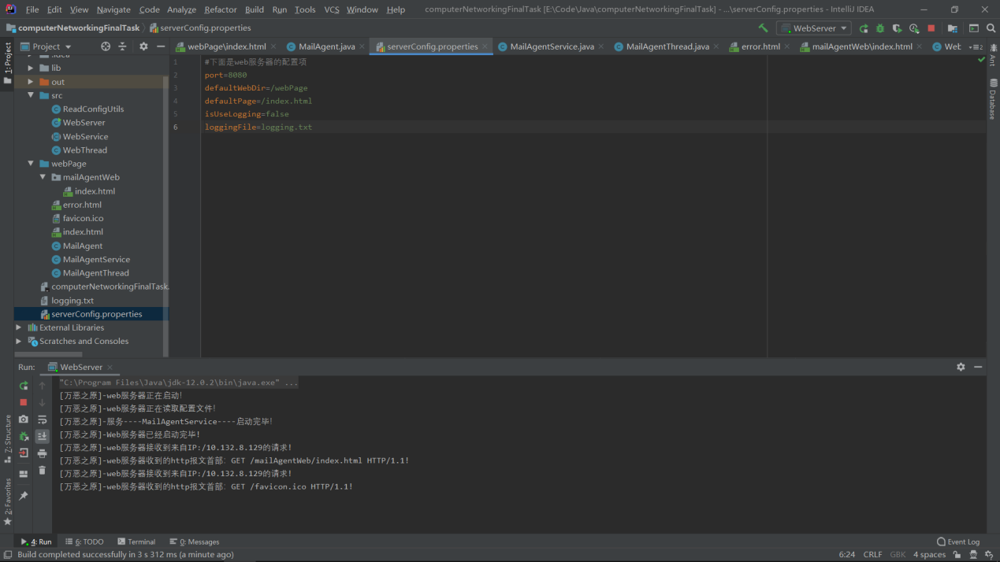 File Edit View Navigate Code Analyze Refactor Build Run Tools VCS Window Help computerNetworkingFinalTask [E:\Code\Java\computerNetworkingFinalTask] - ...\serverConfig.properties - IntelliJ IDEA
computerNetworkingFinalTask serverConfig.properties WebServer
Project webPage\index.html MailAgent.java serverConfig.properties MailAgentService.java MailAgentThread.java error.html mailAgentWeb\index.html Wet
1: Project
Ant
Database
.idea
lib
out
src
ReadConfigUtils
WebServer
WebService
WebThread
webPage
mailAgentWeb
index.html
error.html
favicon.ico
index.html
MailAgent
MailAgentService
MailAgentThread
computerNetworkingFinalTask.
logging.txt
serverConfig.properties
External Libraries
Scratches and Consoles
1 #下面是web服务器的配置项
2 port=8080
3 defaultWebDir=/webPage
4 defaultPage=/index.html
5 isUseLogging=false
6 loggingFile=logging.txt
Run: WebServer
"C:\Program Files\Java\jdk-12.0.2\bin\java.exe" ...
[万恶之原]-web服务器正在启动!
[万恶之原]-web服务器正在读取配置文件!
[万恶之原]-服务----MailAgentService----启动完毕!
[万恶之原]-Web服务器已经启动完毕!
[万恶之原]-web服务器接收到来自IP:/10.132.8.129的请求!
[万恶之原]-web服务器收到的http报文首部: GET /mailAgentWeb/index.html HTTP/1.1!
[万恶之原]-web服务器接收到来自IP:/10.132.8.129的请求!
[万恶之原]-web服务器收到的http报文首部: GET /favicon.ico HTTP/1.1!
Z: Structure
2: Favorites
4: Run 6: TODO Terminal 0: Messages Event Log
Build completed successfully in 3 s 312 ms (a minute ago) 6:24 CRLF GBK 4 spaces